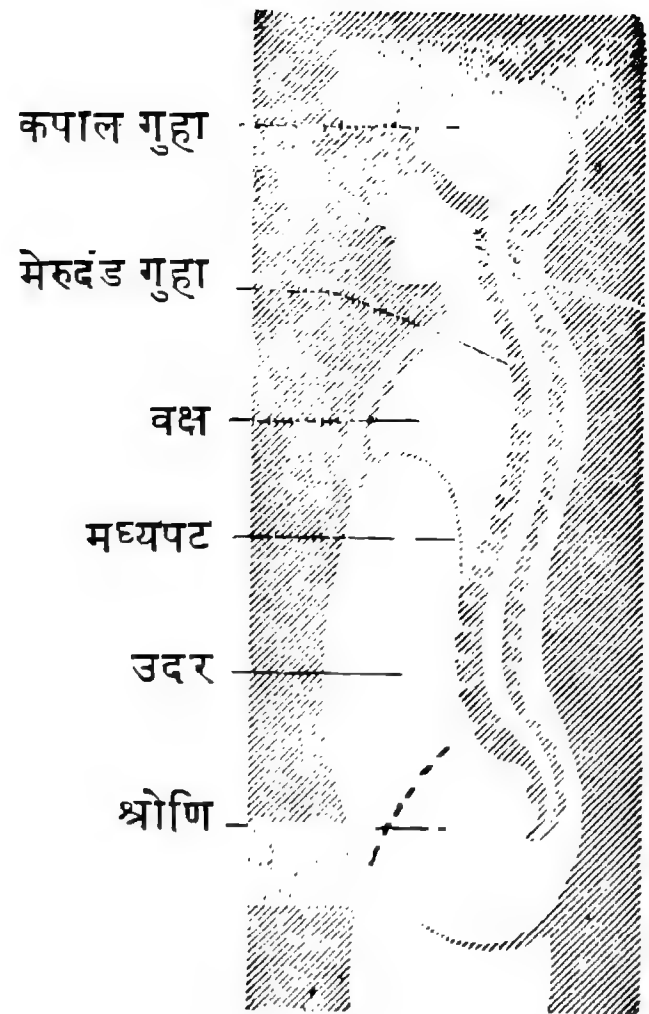 कपाल गुहा
मेरुदंड गुहा
वक्ष
मध्यपट
उदर
श्रोणि